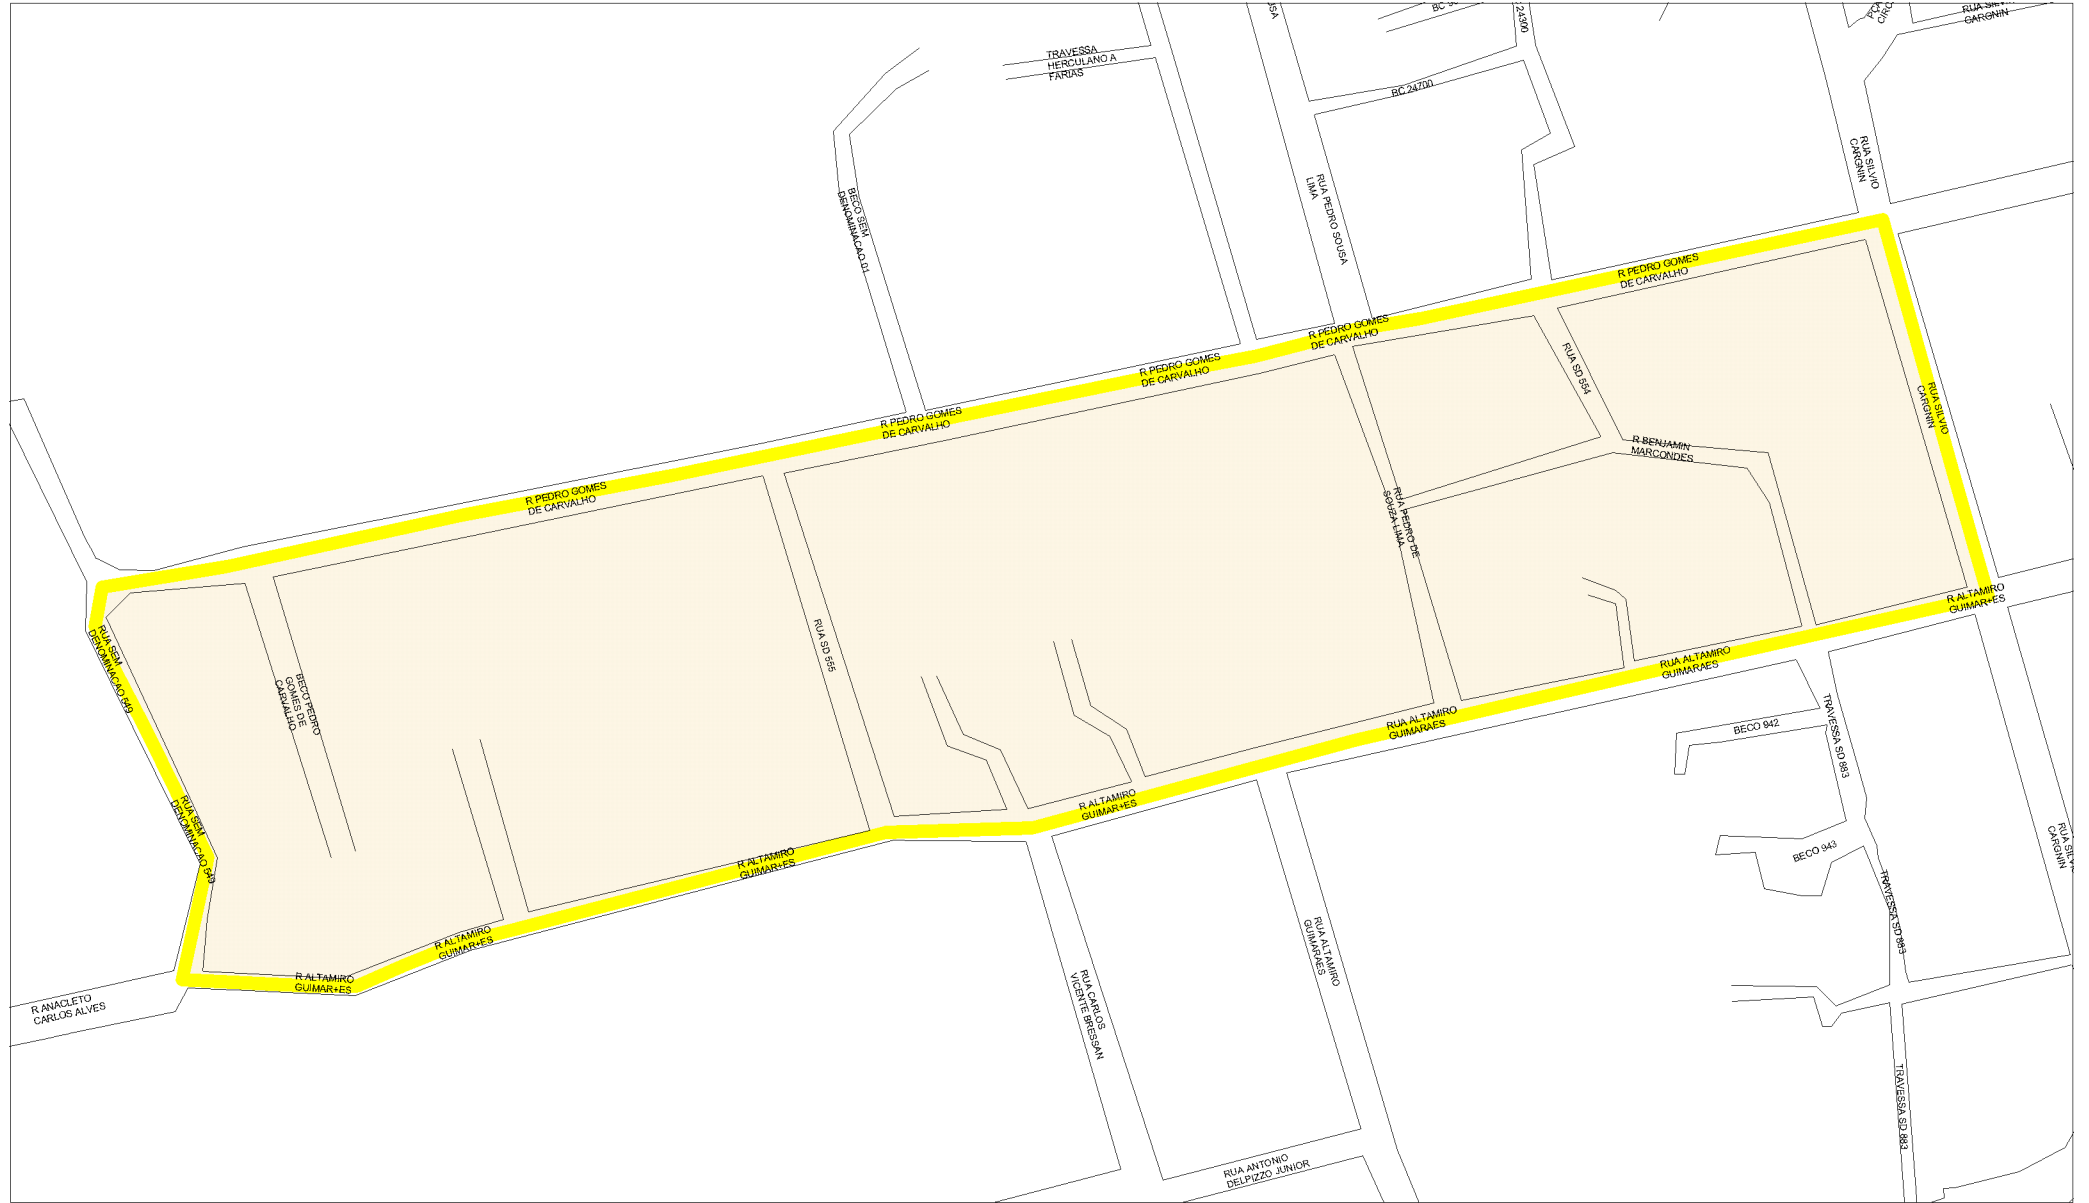 TRAVESSA
HERCULANO A
FARIAS
24300
BC 24700
RUA SILVIO
CARGNIN
RUA PEDRO SOUSA
LIMA
BECO SEM
DENOMINACAO 01
R PEDRO GOMES
DE CARVALHO
R PEDRO GOMES
DE CARVALHO
R PEDRO GOMES
DE CARVALHO
R PEDRO GOMES
DE CARVALHO
R PEDRO GOMES
DE CARVALHO
RUA SD 554
RUA SILVIO
CARGNIN
R BENJAMIN
MARCONDES
RUA PEDRO DE
SOUZA LIMA
R ALTAMIRO
GUIMAR+ES
RUA SEM
DENOMINACAO 549
BECO PEDRO
GOMES DE
CARVALHO
RUA SD 565
RUA ALTAMIRO
GUIMARAES
RUA ALTAMIRO
GUIMARAES
BECO 942
TRAVESSA SD 883
R ALTAMIRO
GUIMAR+ES
RUA SEM
DENOMINACAO 549
R ALTAMIRO
GUIMAR+ES
BECO 943
CARGNIN
TRAVESSA SD 883
R ALTAMIRO
GUIMAR+ES
R ALTAMIRO
GUIMAR+ES
RUA ALTAMIRO
GUIMARAES
R ANACLETO
CARLOS ALVES
RUA CARLOS
VICENTE BRESSAN
TRAVESSA SD 883
RUA ANTONIO
DELPIZZO JUNIOR